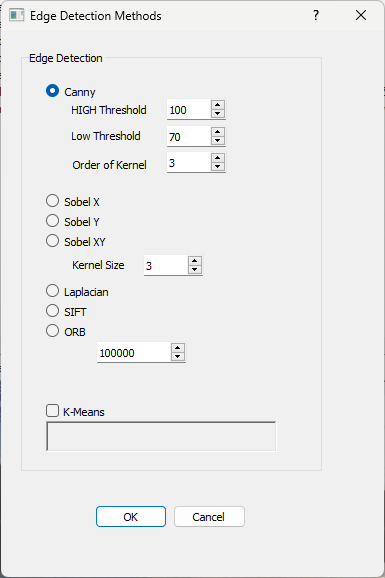 Edge Detection Methods ?
Edge Detection
Canny
HIGH Threshold 100
Low Threshold 70
Order of Kernel 3
Sobel X
Sobel Y
Sobel XY
Kernel Size 3
Laplacian
SIFT
ORB
100000
K-Means
OK Cancel